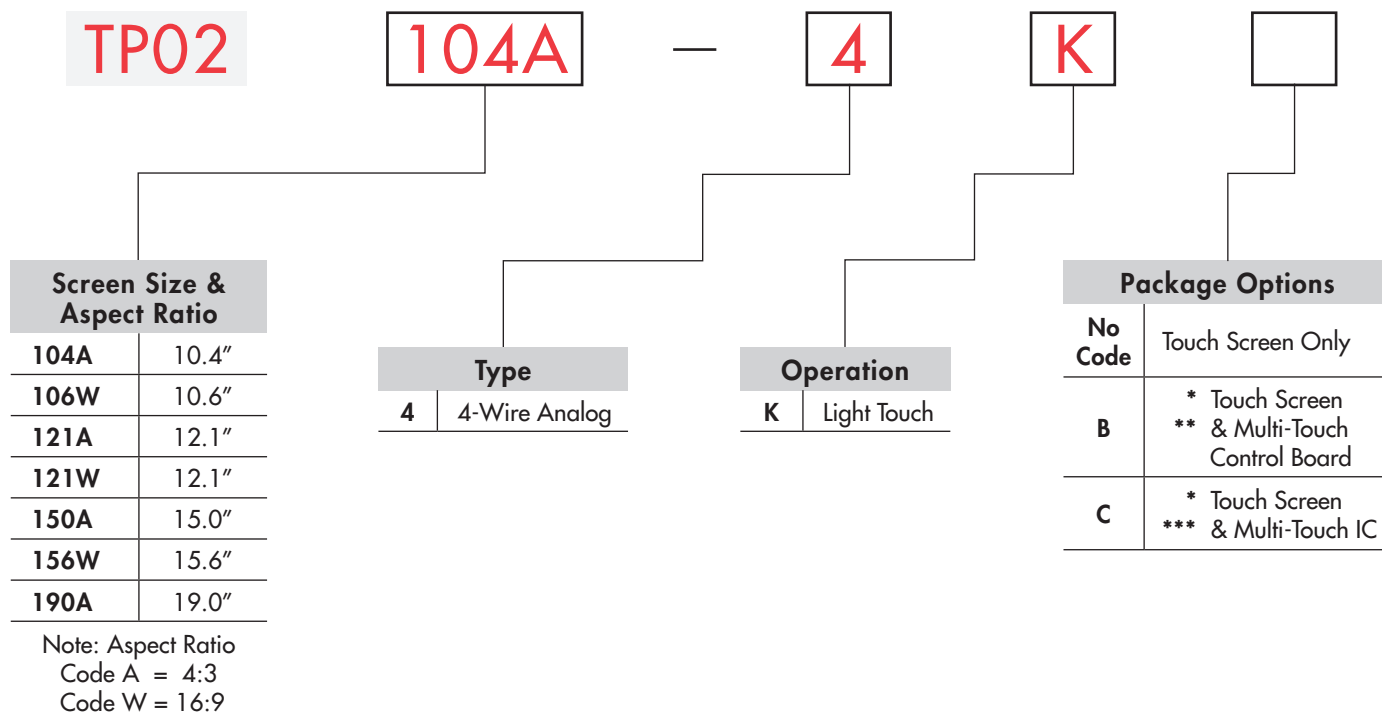 TP02 104A — 4 K
Screen Size &
Aspect Ratio
104A 10.4″
106W 10.6″
121A 12.1″
121W 12.1″
150A 15.0″
156W 15.6″
190A 19.0″
Note: Aspect Ratio
Code A = 4:3
Code W = 16:9
Type
4 4-Wire Analog
Operation
K Light Touch
Package Options
No
Code
Touch Screen Only
B
* Touch Screen
** & Multi-Touch
Control Board
C
* Touch Screen
*** & Multi-Touch IC